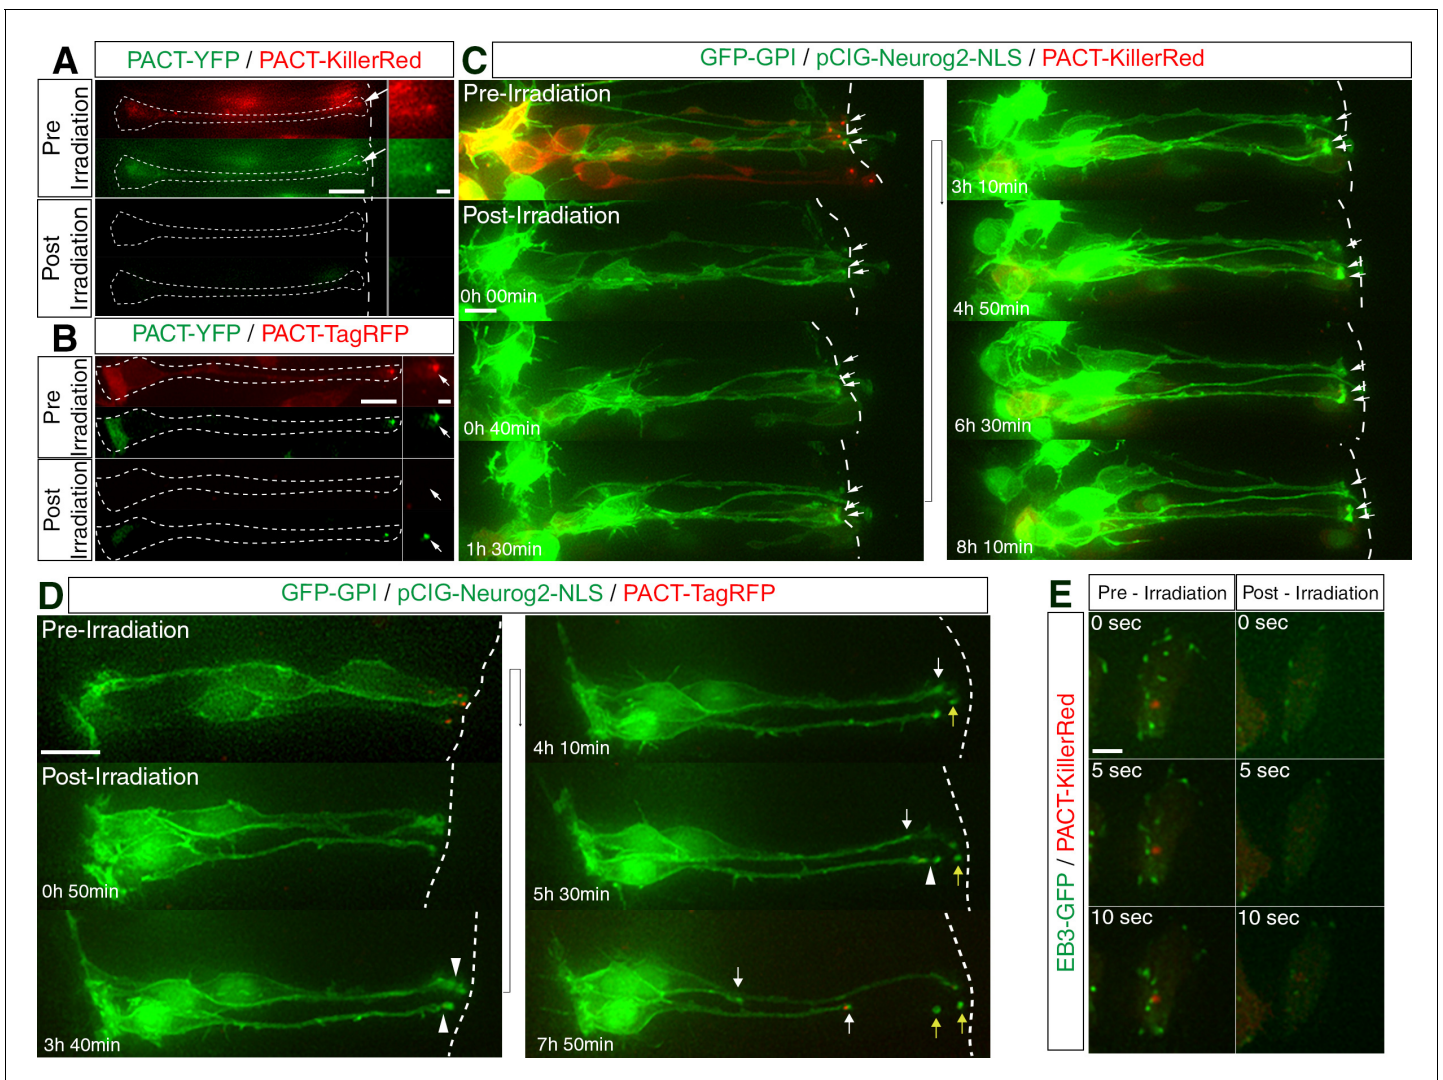 A
PACT-YFP / PACT-KillerRed
Pre
Irradiation
Post
Irradiation
B
PACT-YFP / PACT-TagRFP
Pre
Irradiation
Post
Irradiation
C
GFP-GPI / pCIG-Neurog2-NLS / PACT-KillerRed
Pre-Irradiation
Post-Irradiation
0h 00min
0h 40min
1h 30min
3h 10min
4h 50min
6h 30min
8h 10min
D
GFP-GPI / pCIG-Neurog2-NLS / PACT-TagRFP
Pre-Irradiation
Post-Irradiation
0h 50min
3h 40min
4h 10min
5h 30min
7h 50min
E
Pre - Irradiation
Post - Irradiation
EB3-GFP / PACT-KillerRed
0 sec
0 sec
5 sec
5 sec
10 sec
10 sec